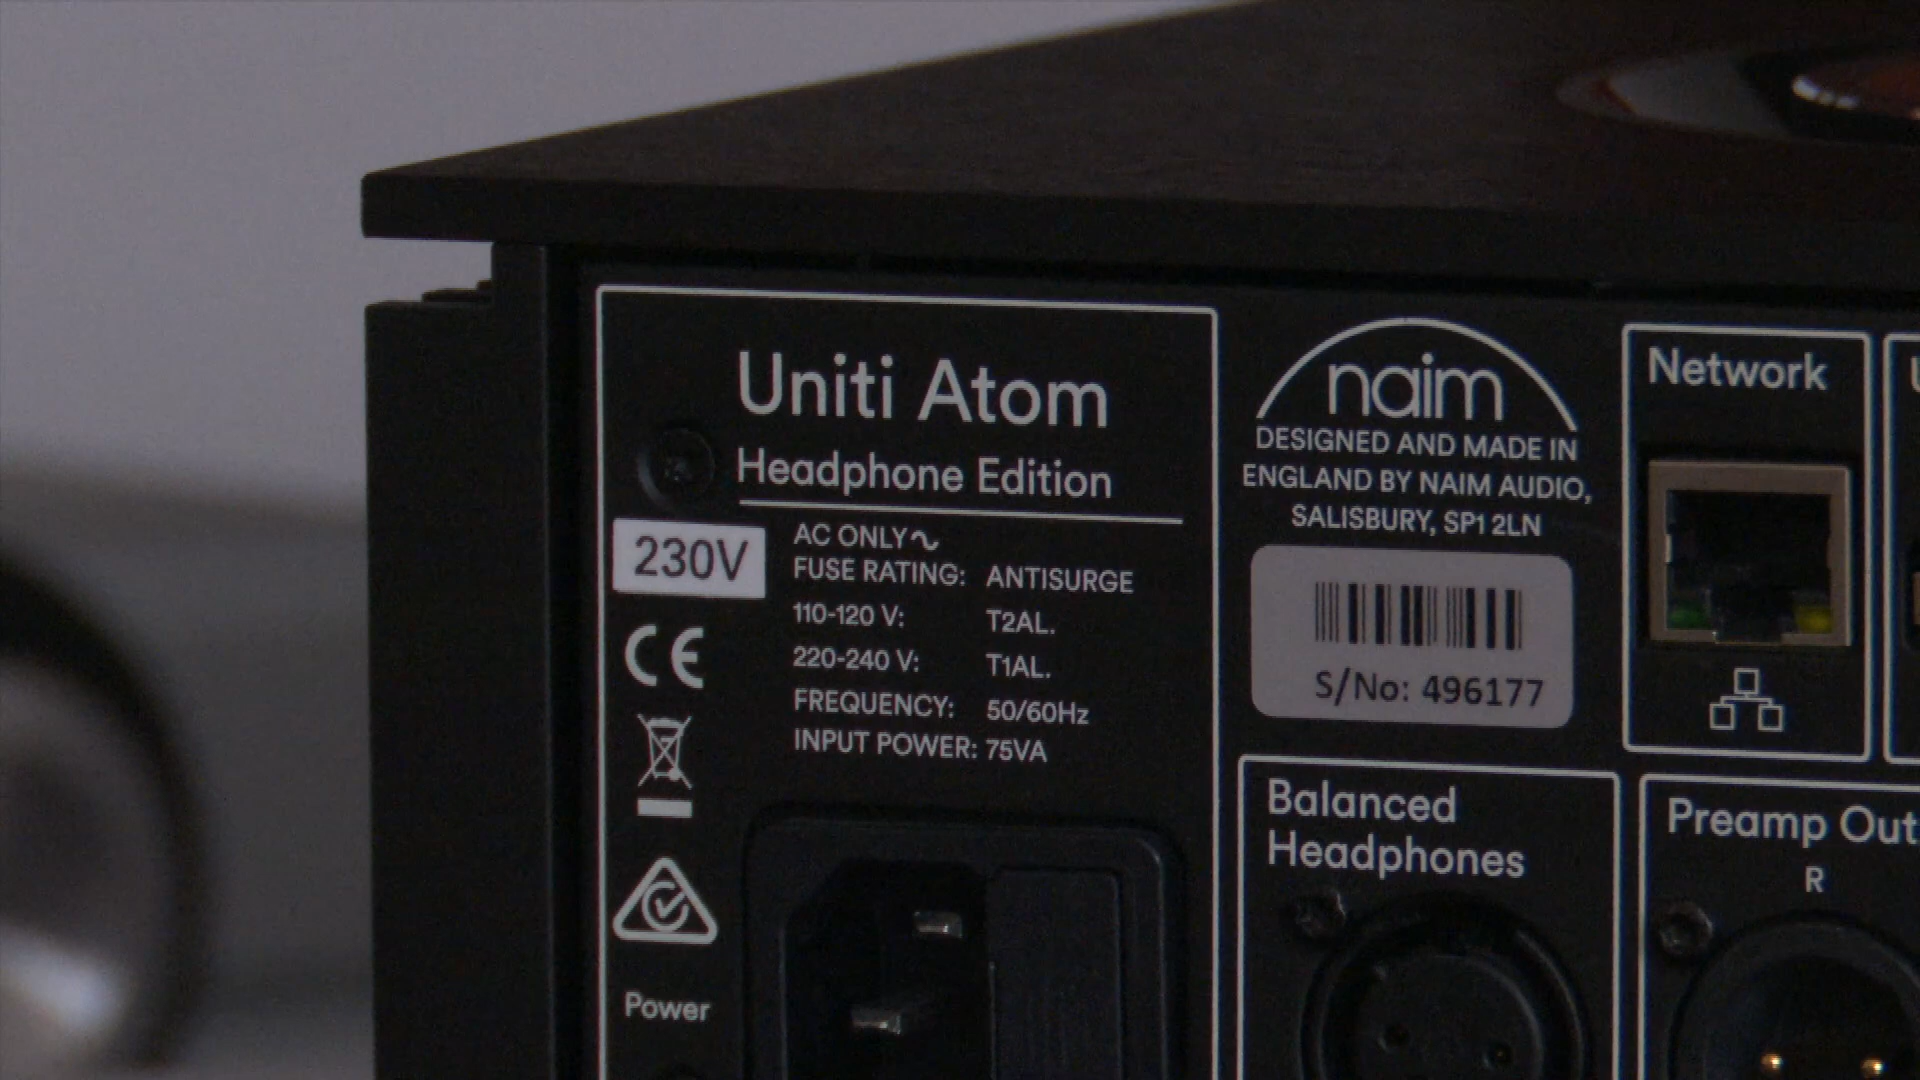 Uniti Atom
Headphone Edition
230V
AC ONLY
FUSE RATING: ANTISURGE
110-120 V: T2AL.
220-240 V: T1AL.
FREQUENCY: 50/60Hz
INPUT POWER: 75VA
CE
Power
naim
DESIGNED AND MADE IN
ENGLAND BY NAIM AUDIO,
SALISBURY, SP1 2LN
S/No: 496177
Network
Balanced
Headphones
Preamp Out
R